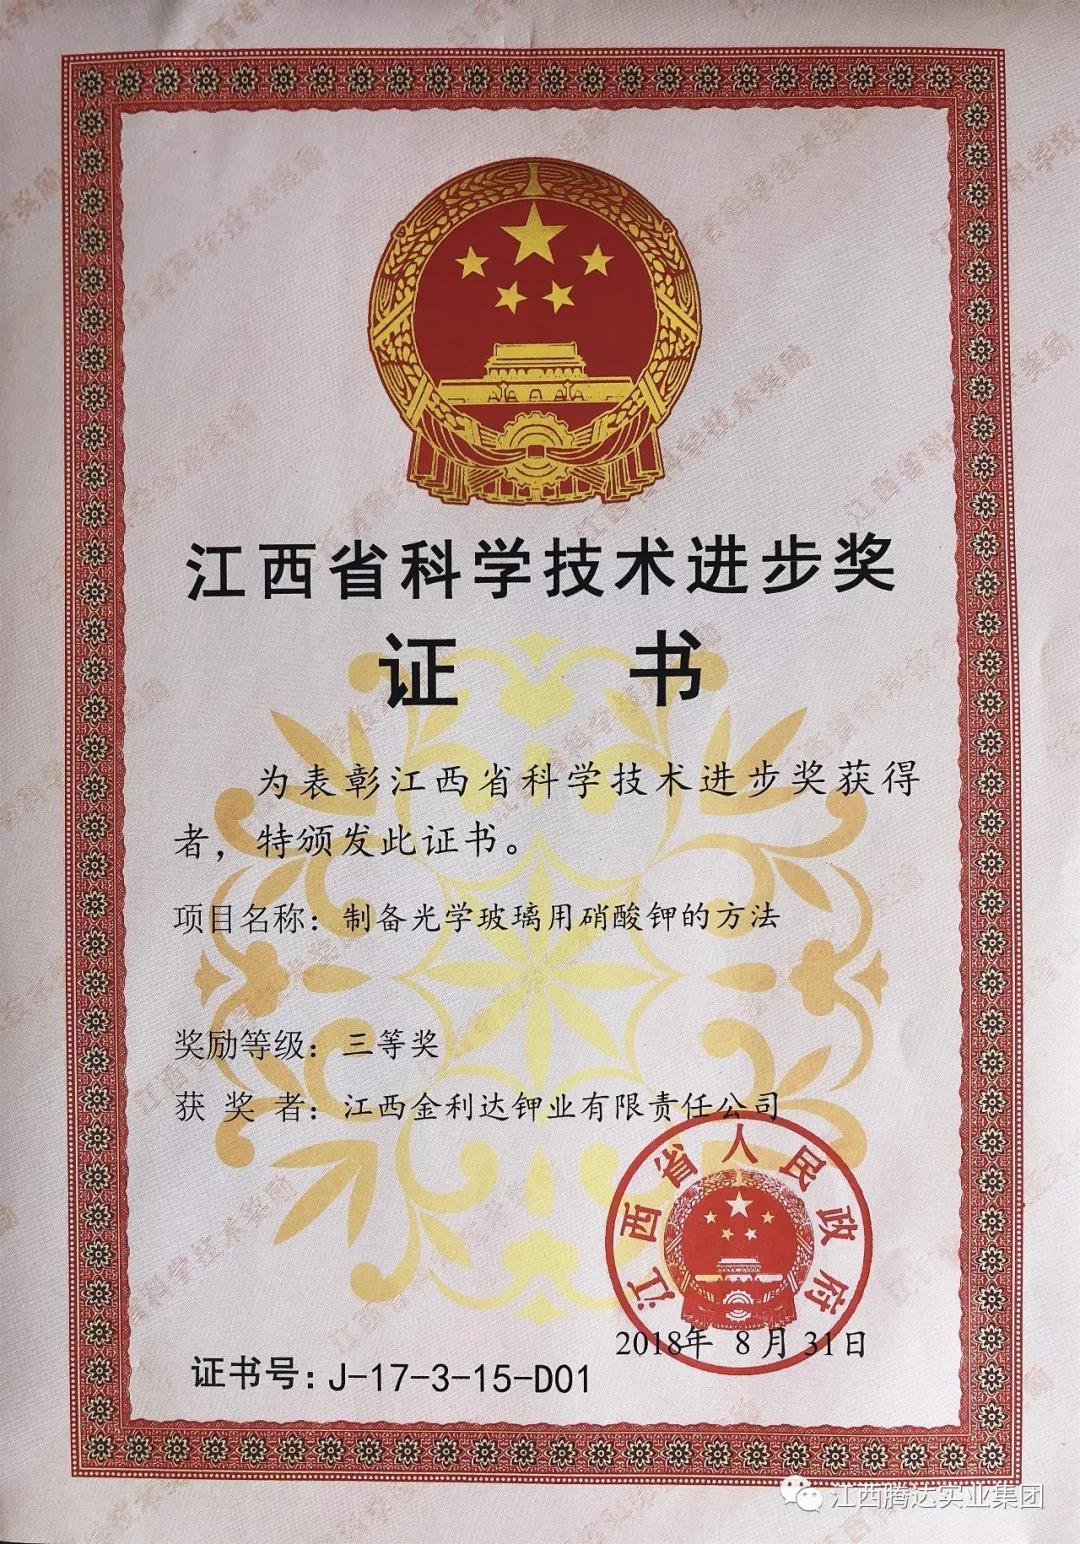 江西省科学技术进步奖
证书
为表彰江西省科学技术进步奖获得
者，特颁发此证书。
项目名称：制备光学玻璃用硝酸钾的方法
奖励等级：三等奖
获奖者：江西金利达钾业有限责任公司
江西省人民政府
2018年 8月31日
证书号：J-17-3-15-D01
江西腾达实业集团